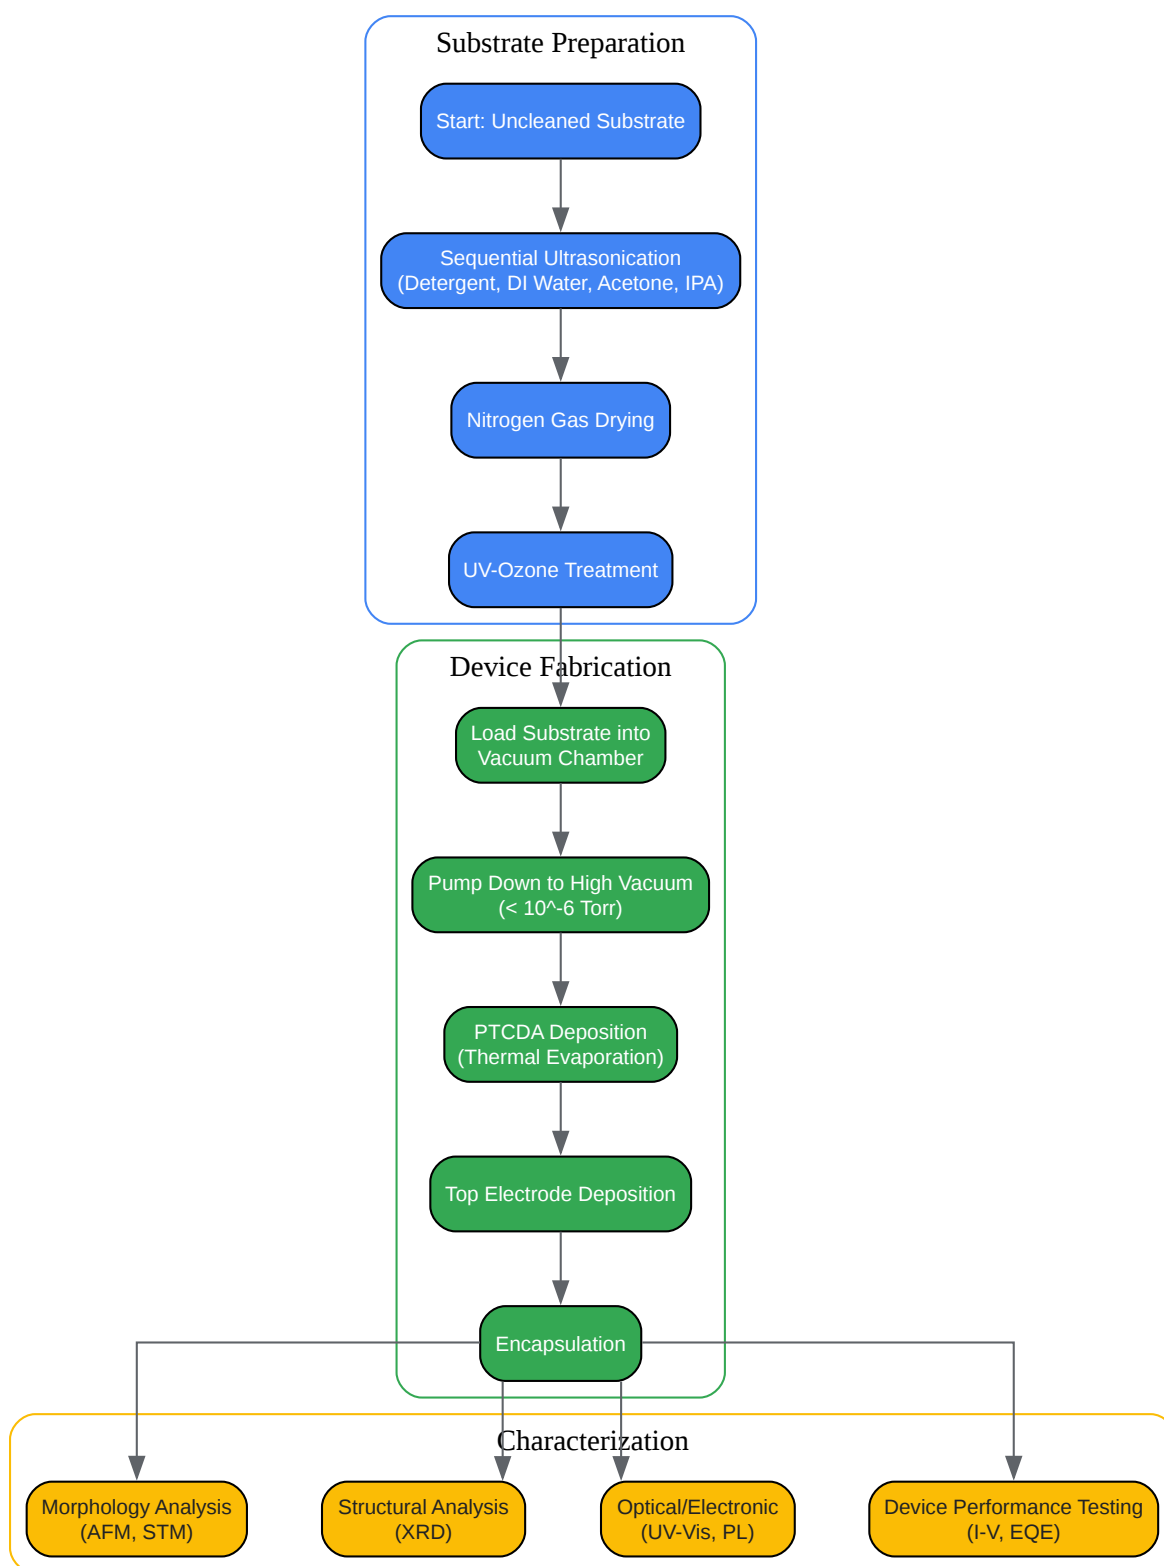 Substrate Preparation
Start: Uncleaned Substrate
Sequential Ultrasonication
(Detergent, DI Water, Acetone, IPA)
Nitrogen Gas Drying
UV-Ozone Treatment
Device Fabrication
Load Substrate into
Vacuum Chamber
Pump Down to High Vacuum
(< 10^-6 Torr)
PTCDA Deposition
(Thermal Evaporation)
Top Electrode Deposition
Encapsulation
Characterization
Morphology Analysis
(AFM, STM)
Structural Analysis
(XRD)
Optical/Electronic
(UV-Vis, PL)
Device Performance Testing
(I-V, EQE)